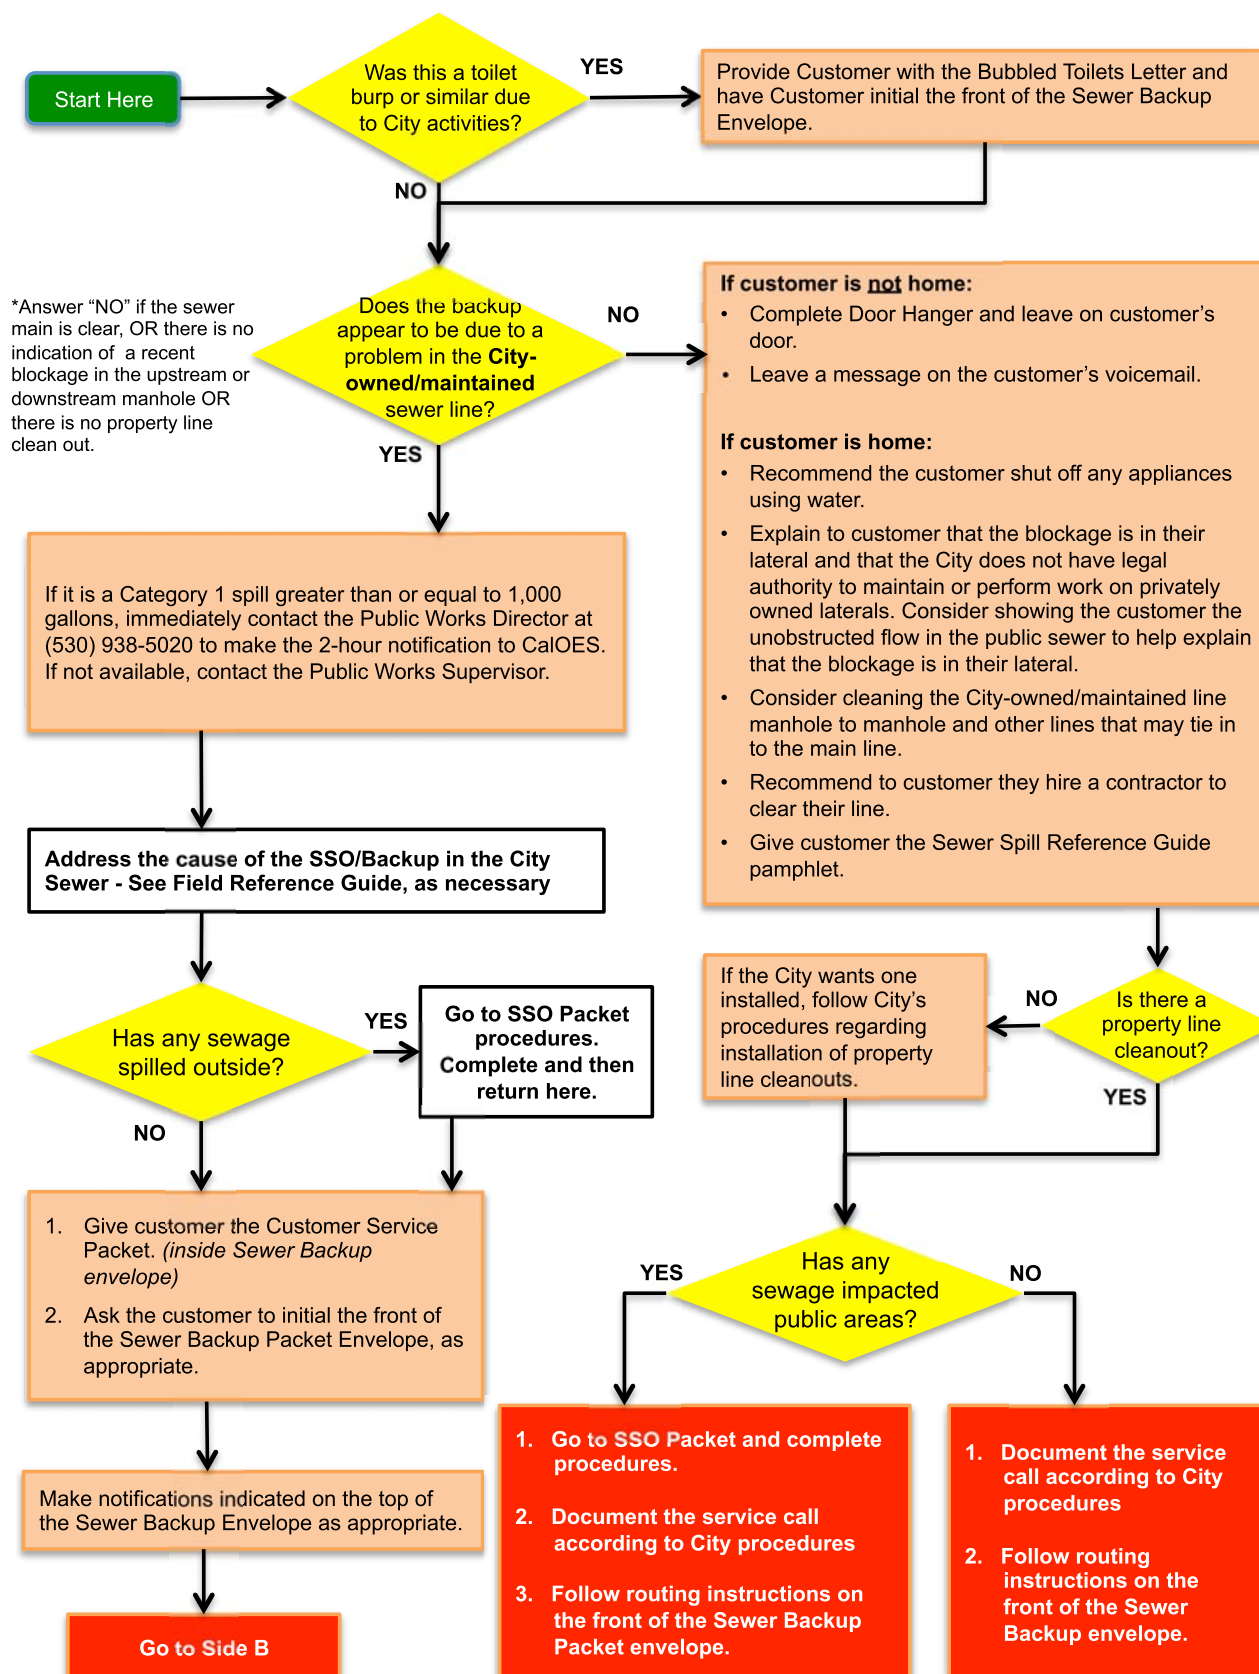 Start Here
Was this a toilet
burp or similar due
to City activities?
YES
Provide Customer with the Bubbled Toilets Letter and
have Customer initial the front of the Sewer Backup
Envelope.
NO
*Answer “NO” if the sewer
main is clear, OR there is no
indication of a recent
blockage in the upstream or
downstream manhole OR
there is no property line
clean out.
Does the backup
appear to be due to a
problem in the City-
owned/maintained
sewer line?
NO
YES
If customer is not home:
• Complete Door Hanger and leave on customer’s
door.
• Leave a message on the customer’s voicemail.
If customer is home:
• Recommend the customer shut off any appliances
using water.
• Explain to customer that the blockage is in their
lateral and that the City does not have legal
authority to maintain or perform work on privately
owned laterals. Consider showing the customer the
unobstructed flow in the public sewer to help explain
that the blockage is in their lateral.
• Consider cleaning the City-owned/maintained line
manhole to manhole and other lines that may tie in
to the main line.
• Recommend to customer they hire a contractor to
clear their line.
• Give customer the Sewer Spill Reference Guide
pamphlet.
If it is a Category 1 spill greater than or equal to 1,000
gallons, immediately contact the Public Works Director at
(530) 938-5020 to make the 2-hour notification to CalOES.
If not available, contact the Public Works Supervisor.
Address the cause of the SSO/Backup in the City
Sewer - See Field Reference Guide, as necessary
Has any sewage
spilled outside?
YES
Go to SSO Packet
procedures.
Complete and then
return here.
NO
If the City wants one
installed, follow City’s
procedures regarding
installation of property
line cleanouts.
NO
Is there a
property line
cleanout?
YES
1. Give customer the Customer Service
Packet. (inside Sewer Backup
envelope)
2. Ask the customer to initial the front of
the Sewer Backup Packet Envelope, as
appropriate.
YES
Has any
sewage impacted
public areas?
NO
Make notifications indicated on the top of
the Sewer Backup Envelope as appropriate.
Go to Side B
1. Go to SSO Packet and complete
procedures.
2. Document the service call
according to City procedures
3. Follow routing instructions on
the front of the Sewer Backup
Packet envelope.
1. Document the service
call according to City
procedures
2. Follow routing
instructions on the
front of the Sewer
Backup envelope.